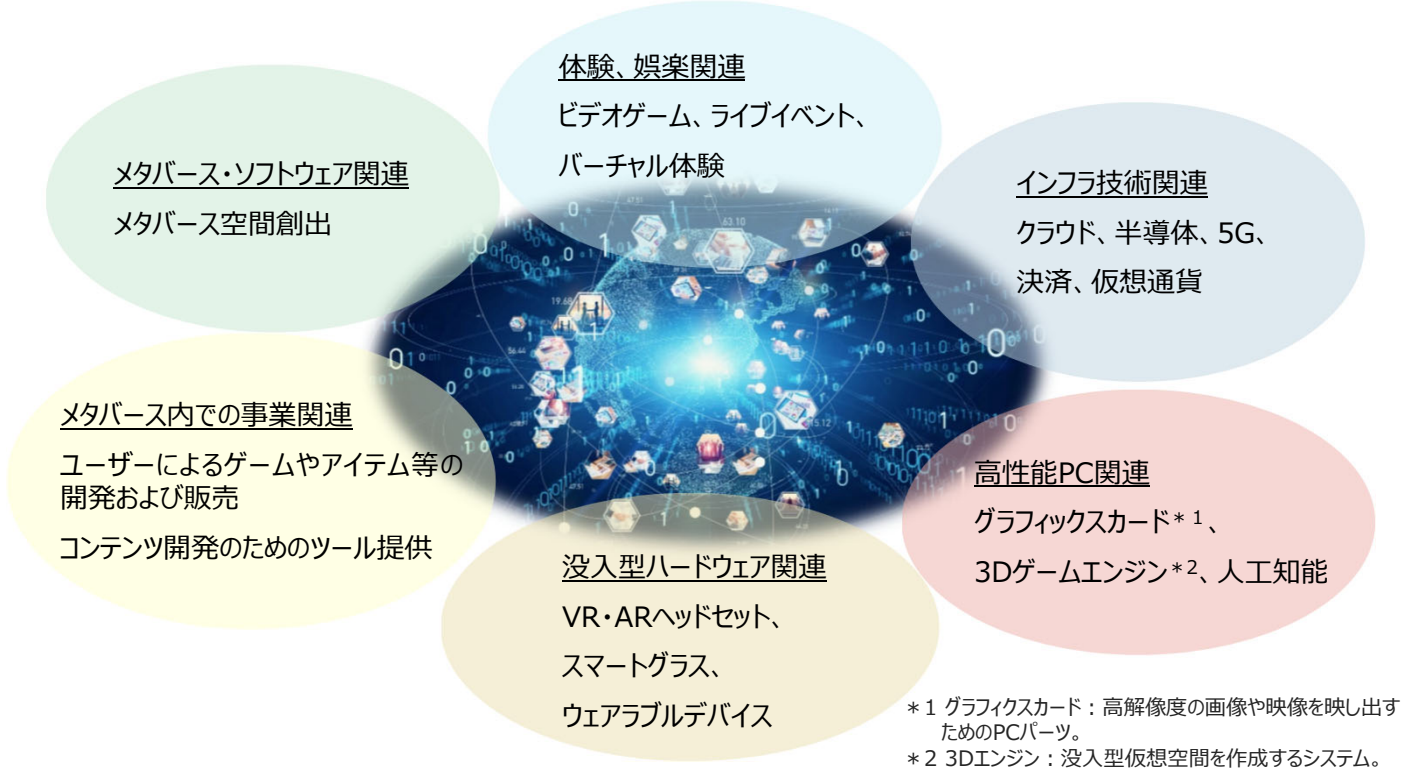 体験、娯楽関連
ビデオゲーム、ライブイベント、
バーチャル体験
メタバース・ソフトウェア関連
メタバース空間創出
インフラ技術関連
クラウド、半導体、5G、
決済、仮想通貨
メタバース内での事業関連
ユーザーによるゲームやアイテム等の
開発および販売
コンテンツ開発のためのツール提供
高性能PC関連
グラフィックスカード*1、
3Dゲームエンジン*2、人工知能
没入型ハードウェア関連
VR・ARヘッドセット、
スマートグラス、
ウェアラブルデバイス
*1 グラフィクスカード：高解像度の画像や映像を映し出す
ためのPCパーツ。
*2 3Dエンジン：没入型仮想空間を作成するシステム。